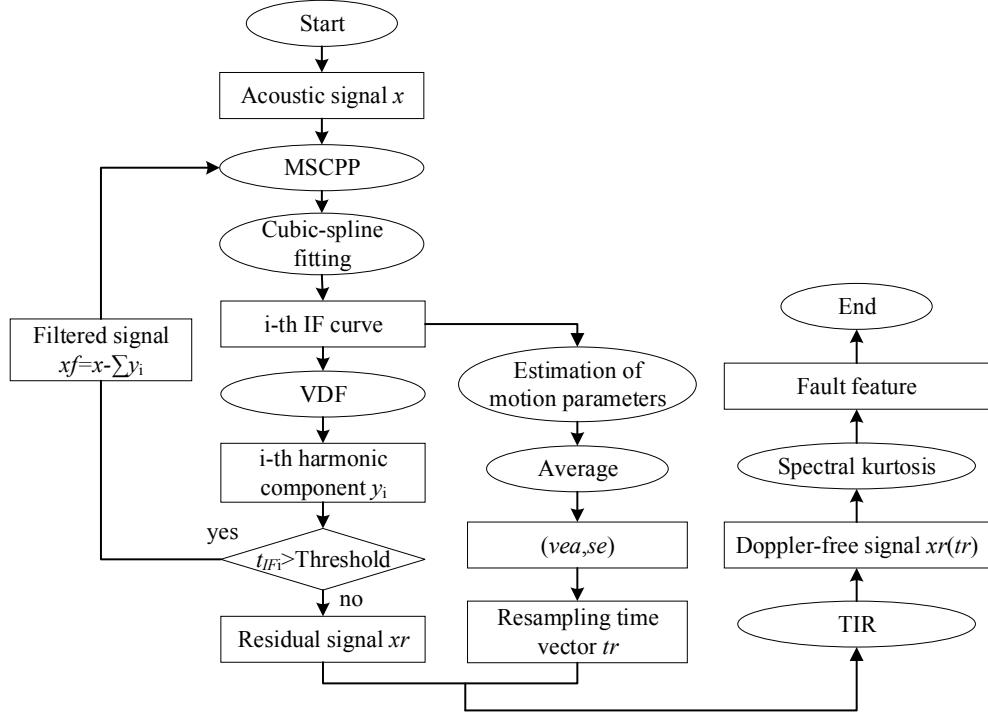 Start
Acoustic signal x
MSCPP
Cubic-spline
fitting
i-th IF curve
Filtered signal
xf=x-∑yi
VDF
i-th harmonic
component yi
yes
tIFi>Threshold
no
Residual signal xr
Estimation of
motion parameters
Average
(vea,se)
Resampling time
vector tr
End
Fault feature
Spectral kurtosis
Doppler-free signal xr(tr)
TIR